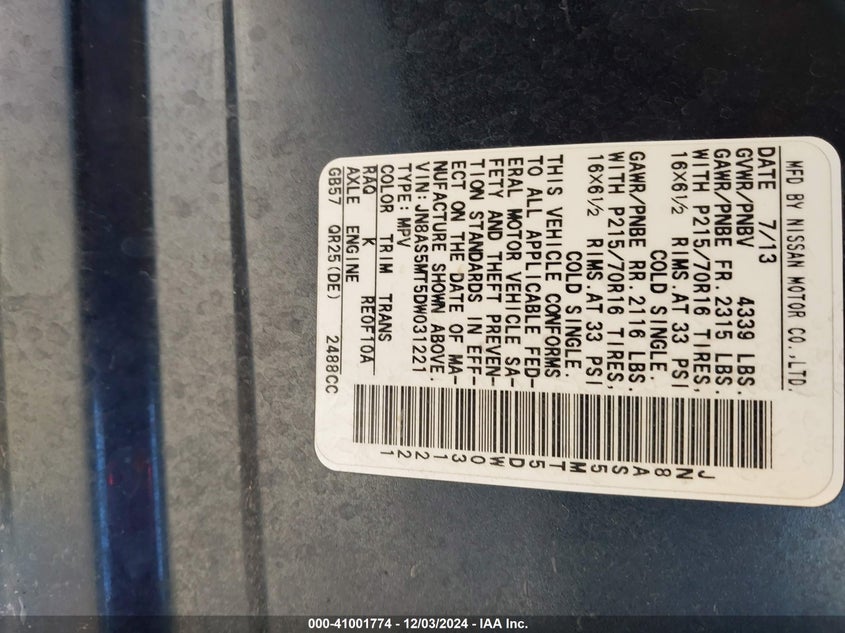 MFD BY NISSAN MOTOR CO.,LTD.
DATE 7/13
GVWR/PNBV 4339 LBS.
GAWR/PNBE FR. 2315 LBS.
WITH P215/70R16 TIRES,
16X6½ RIMS.AT 33 PSI
COLD SINGLE.
GAWR/PNBE RR. 2116 LBS.
WITH P215/70R16 TIRES,
16X6½ RIMS.AT 33 PSI
COLD SINGLE.
THIS VEHICLE CONFORMS
TO ALL APPLICABLE FED-
ERAL MOTOR VEHICLE SA-
FETY AND THEFT PREVEN-
TION STANDARDS IN EFF-
ECT ON THE DATE OF MA-
NUFACTURE SHOWN ABOVE.
VIN: JN8AS5MT5DW031221
TYPE: MPV
COLOR TRIM TRANS
RAQ K RE0F10A
AXLE ENGINE
GB57 QR25(DE) 2488CC
JN8AS5MT5DW031221
000-41001774 - 12/03/2024 - IAA Inc.